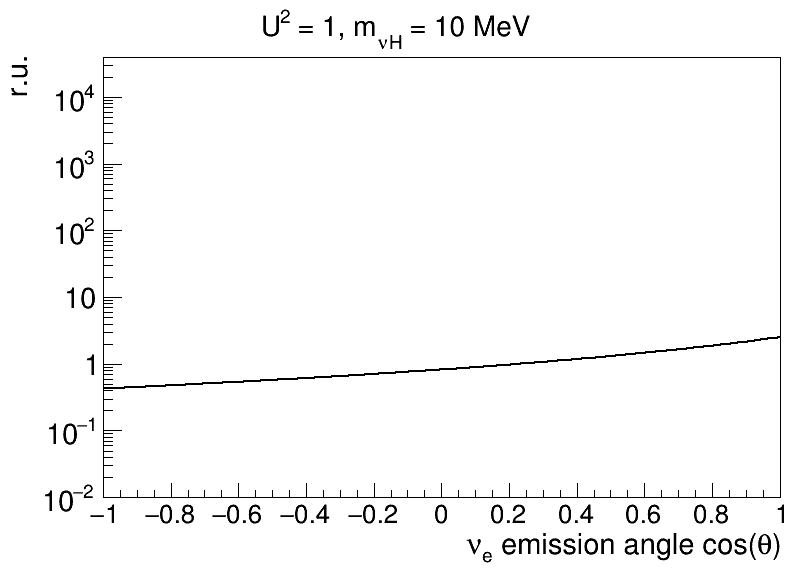 U² = 1, m_νH = 10 MeV
r.u.
10⁴
10³
10²
10
1
10⁻¹
10⁻²
−1 −0.8 −0.6 −0.4 −0.2 0 0.2 0.4 0.6 0.8 1
ν_e emission angle cos(θ)